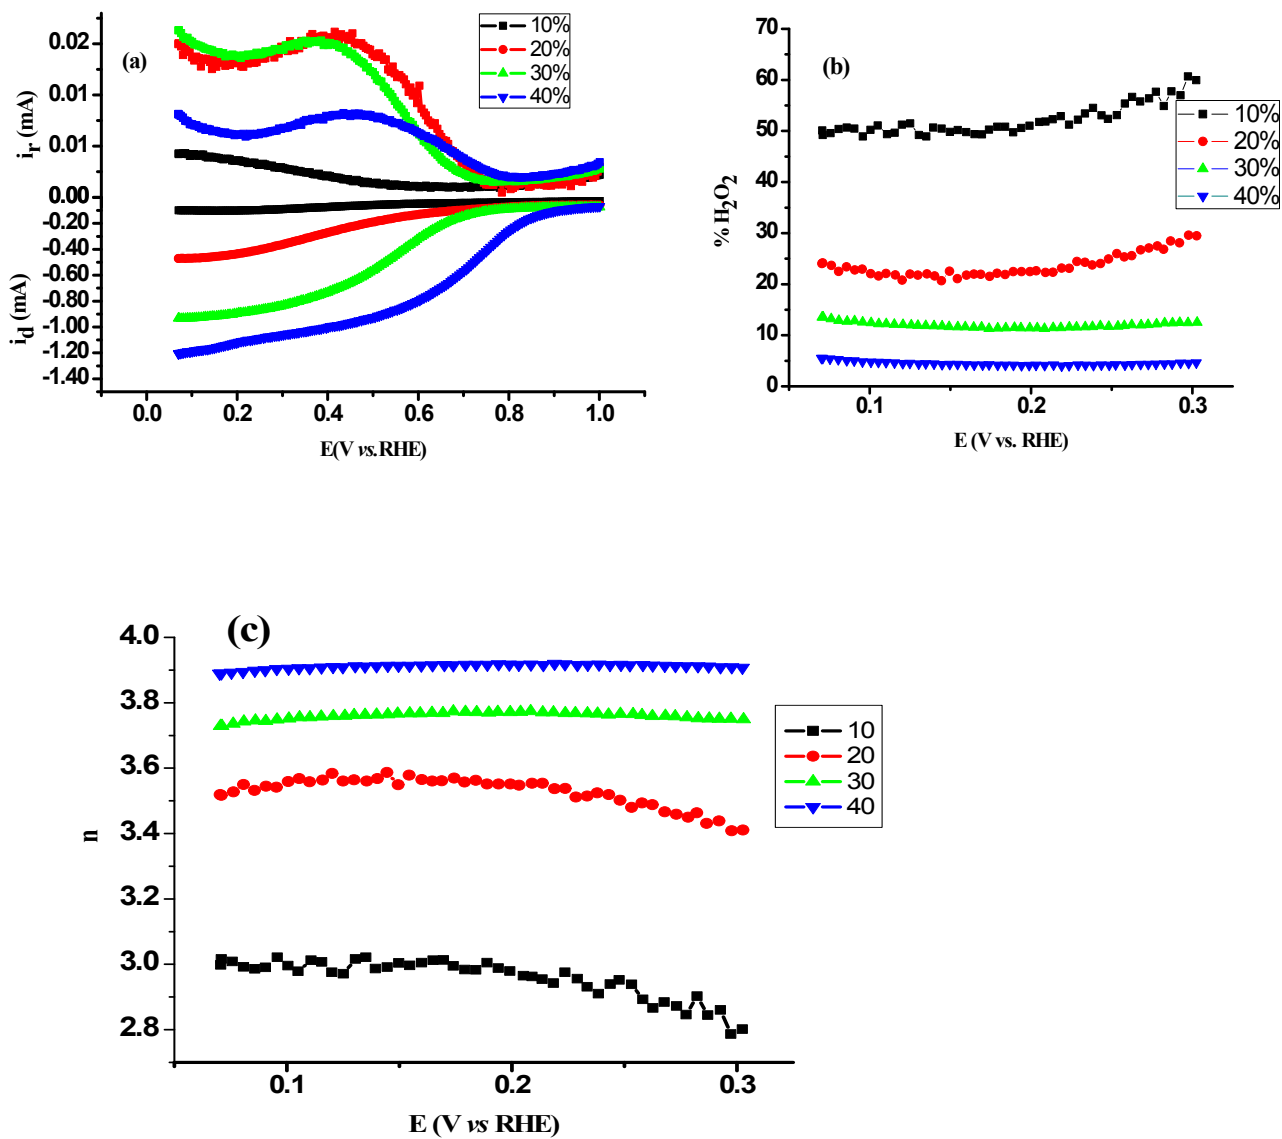 (a)
10%
20%
30%
40%
0.02
0.01
0.01
0.00
-0.20
-0.40
-0.60
-0.80
-1.00
-1.20
-1.40
i_r (mA)
i_d (mA)
0.0 0.2 0.4 0.6 0.8 1.0
E(V vs.RHE)
(b)
10%
20%
30%
40%
70
60
50
40
30
20
10
0
% H₂O₂
0.1 0.2 0.3
E (V vs. RHE)
(c)
4.0
3.8
3.6
3.4
3.2
3.0
2.8
n
10
20
30
40
0.1 0.2 0.3
E (V vs RHE)